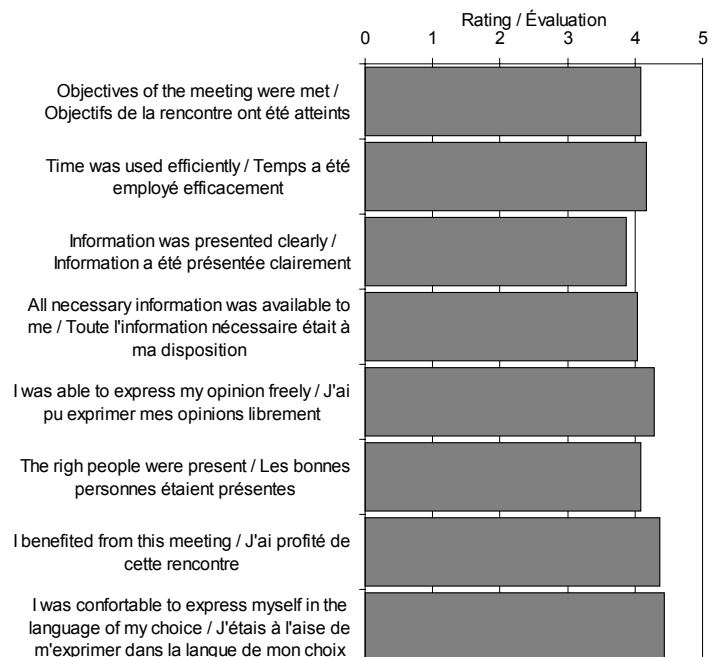 Rating / Évaluation
0 1 2 3 4 5
Objectives of the meeting were met /
Objectifs de la rencontre ont été atteints
Time was used efficiently / Temps a été
employé efficacement
Information was presented clearly /
Information a été présentée clairement
All necessary information was available to
me / Toute l'information nécessaire était à
ma disposition
I was able to express my opinion freely / J'ai
pu exprimer mes opinions librement
The righ people were present / Les bonnes
personnes étaient présentes
I benefited from this meeting / J'ai profité de
cette rencontre
I was confortable to express myself in the
language of my choice / J'étais à l'aise de
m'exprimer dans la langue de mon choix